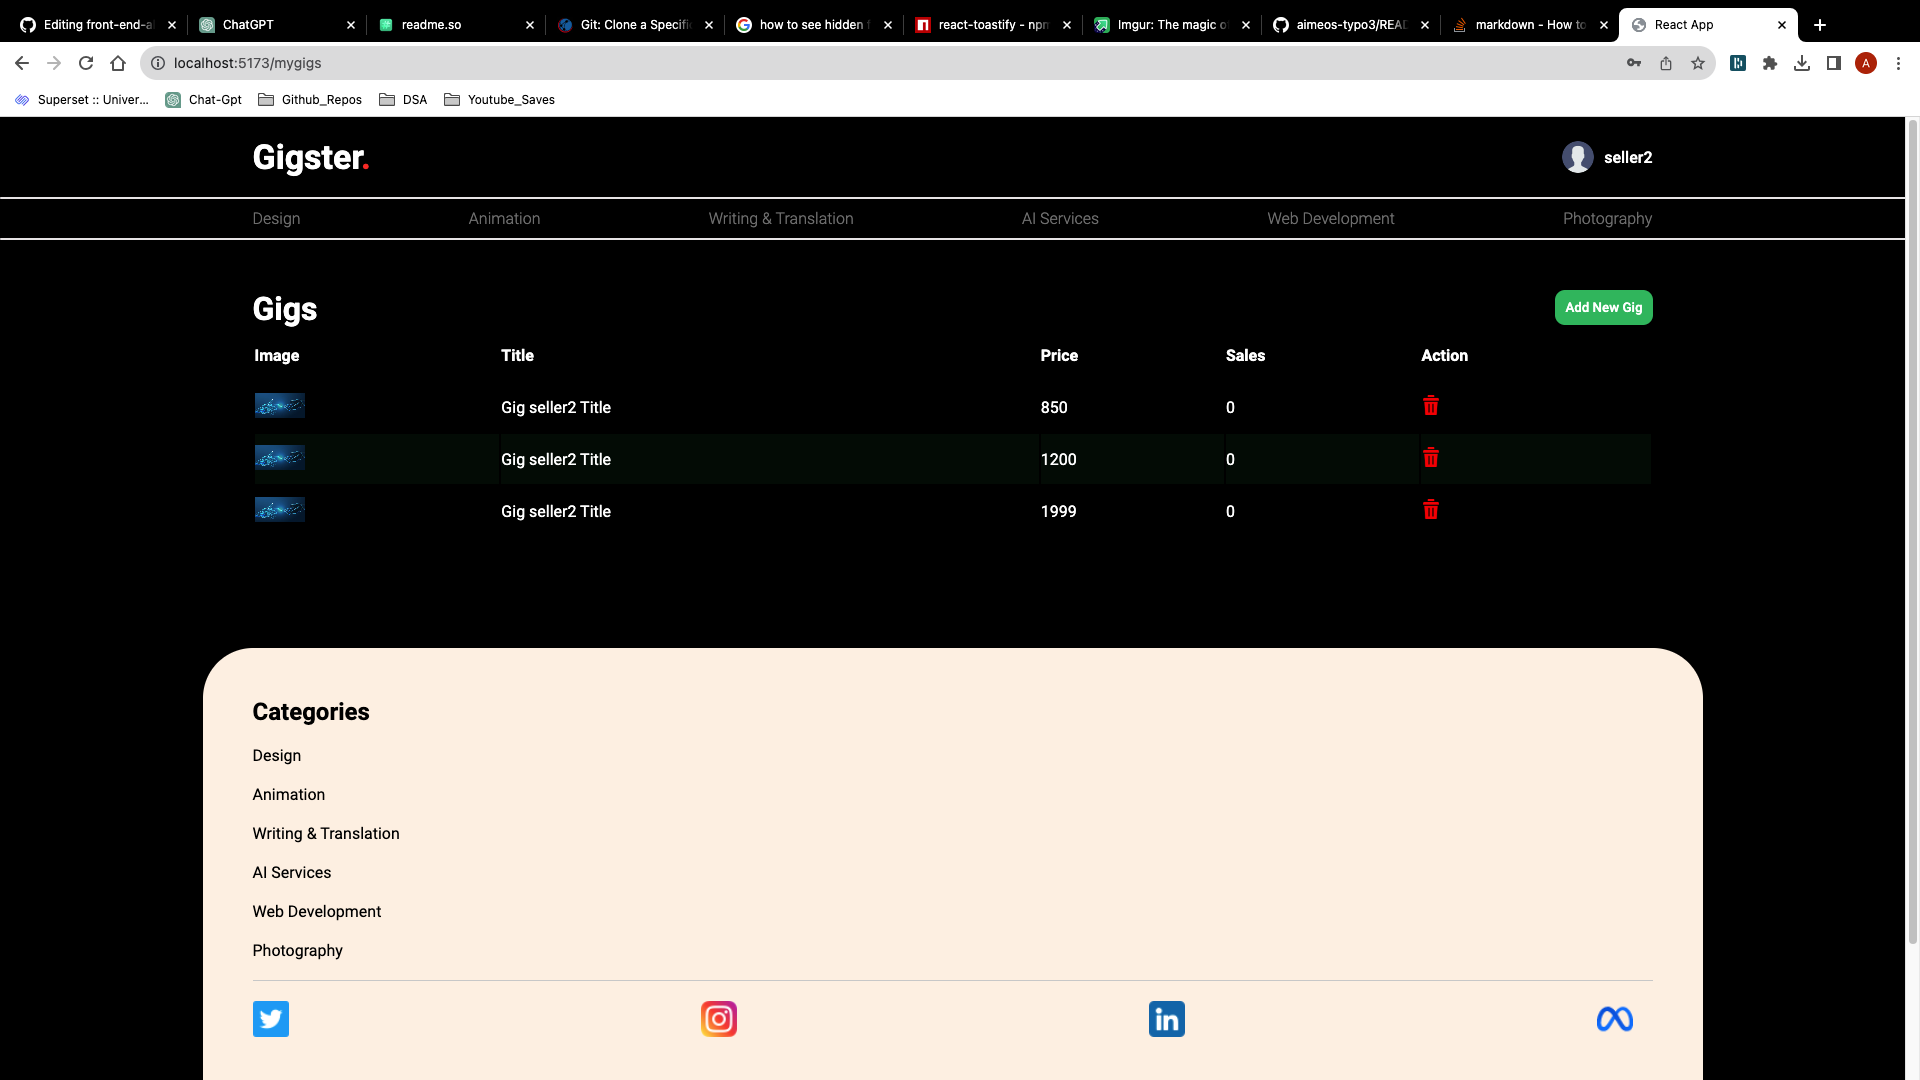 Editing front-end-a
ChatGPT
readme.so
Git: Clone a Specifi
how to see hidden f
react-toastify - npm
Imgur: The magic o
aimeos-typo3/READ
markdown - How to
React App
localhost:5173/mygigs
A
Superset :: Univer...
Chat-Gpt
Github_Repos
DSA
Youtube_Saves
Gigster.
seller2
Design Animation Writing & Translation AI Services Web Development Photography
Gigs
Add New Gig
Image Title Price Sales Action
Gig seller2 Title 850 0
Gig seller2 Title 1200 0
Gig seller2 Title 1999 0
Categories
Design
Animation
Writing & Translation
AI Services
Web Development
Photography
in